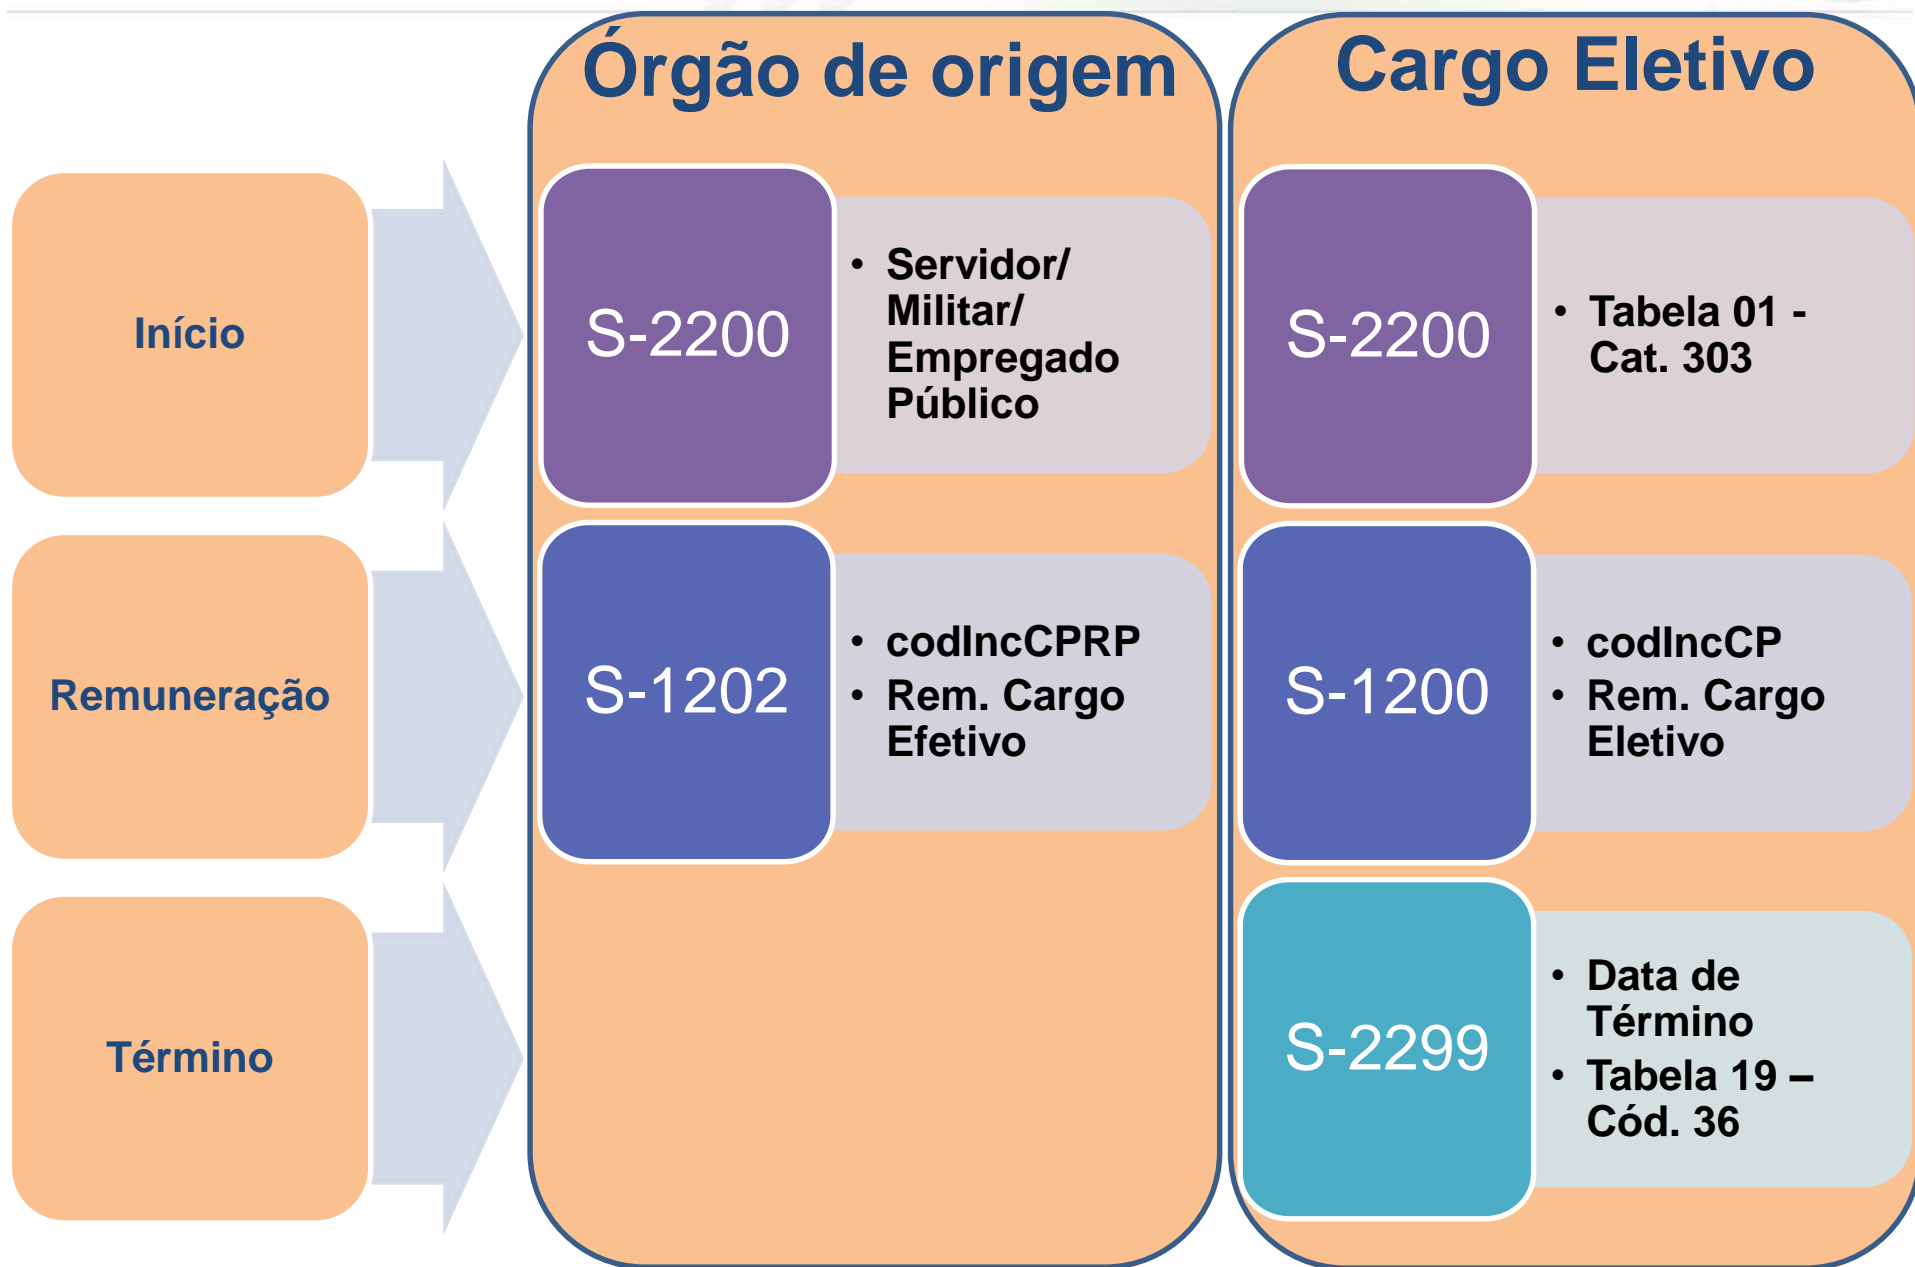 Órgão de origem
Cargo Eletivo
Início
S-2200
• Servidor/
Militar/
Empregado
Público
S-2200
• Tabela 01 -
Cat. 303
Remuneração
S-1202
• codIncCPRP
• Rem. Cargo
Efetivo
S-1200
• codIncCP
• Rem. Cargo
Eletivo
Término
S-2299
• Data de
Término
• Tabela 19 –
Cód. 36